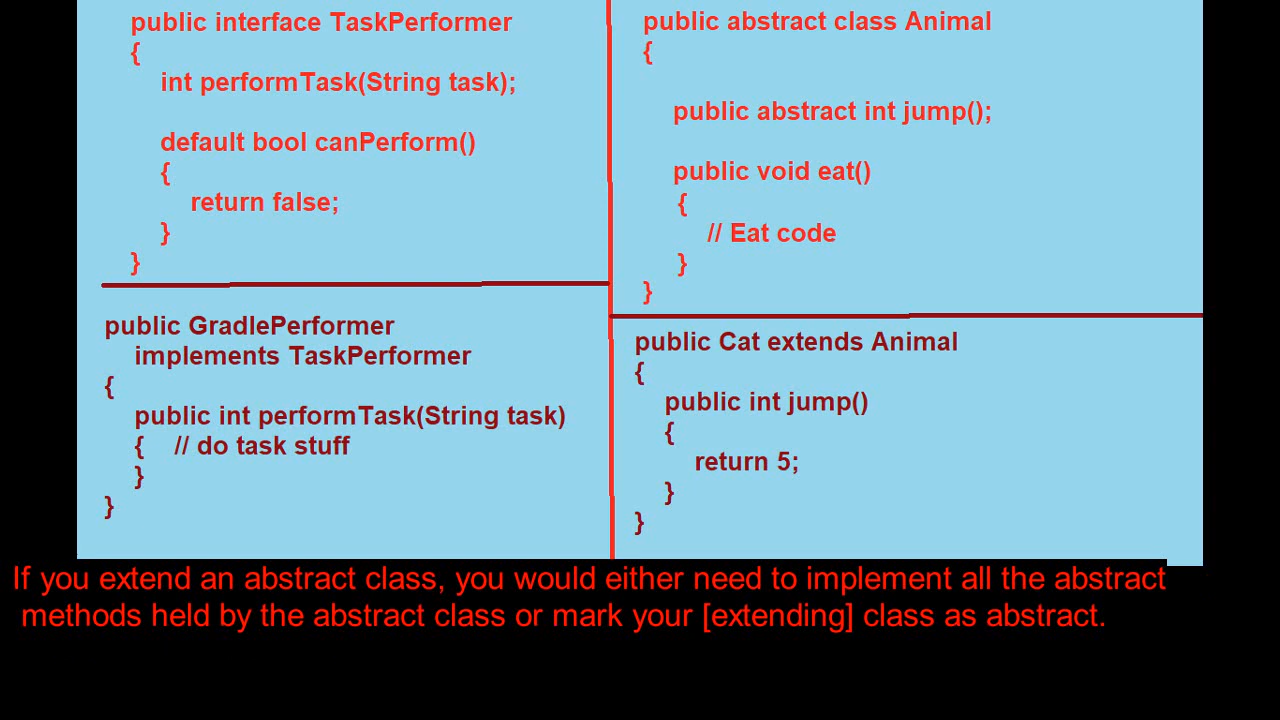 public interface TaskPerformer
{
int performTask(String task);
default bool canPerform()
{
return false;
}
}
public GradlePerformer
implements TaskPerformer
{
public int performTask(String task)
{ // do task stuff
}
}
public abstract class Animal
{
public abstract int jump();
public void eat()
{
// Eat code
}
}
public Cat extends Animal
{
public int jump()
{
return 5;
}
}
If you extend an abstract class, you would either need to implement all the abstract
methods held by the abstract class or mark your [extending] class as abstract.